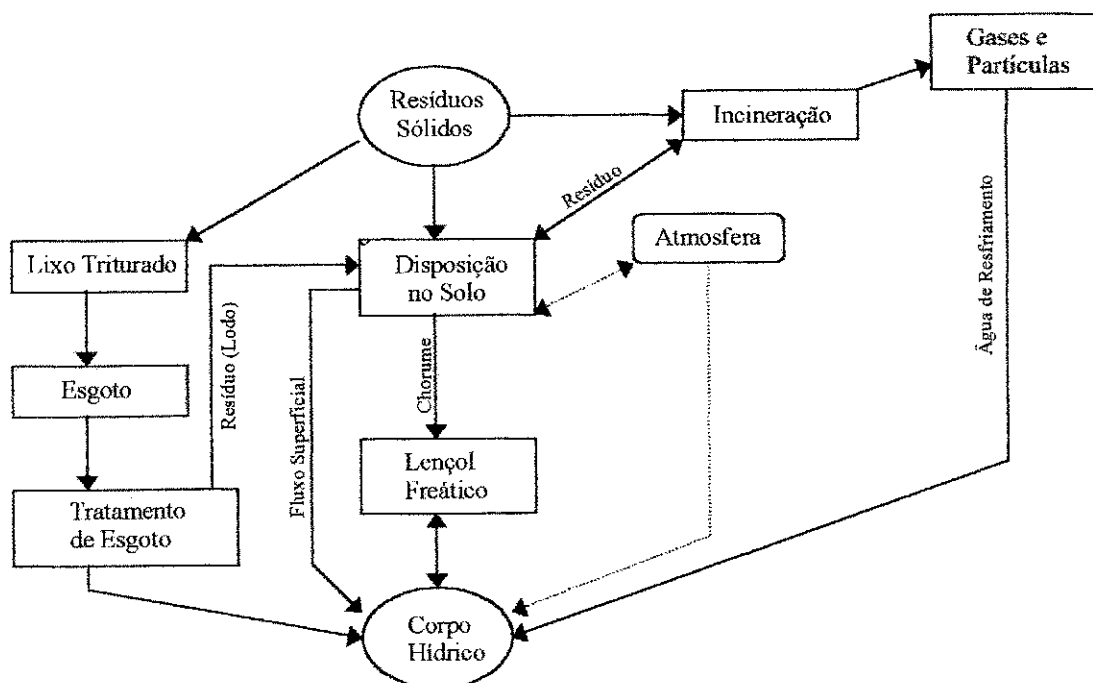 Gases e
Partículas
Resíduos
Sólidos
Incineração
Resíduo
Atmosfera
Lixo Triturado
Disposição
no Solo
Água de Resfriamento
Resíduo (Lodo)
Esgoto
Fluxo Superficial
Chorume
Lençol
Freático
Tratamento
de Esgoto
Corpo
Hídrico